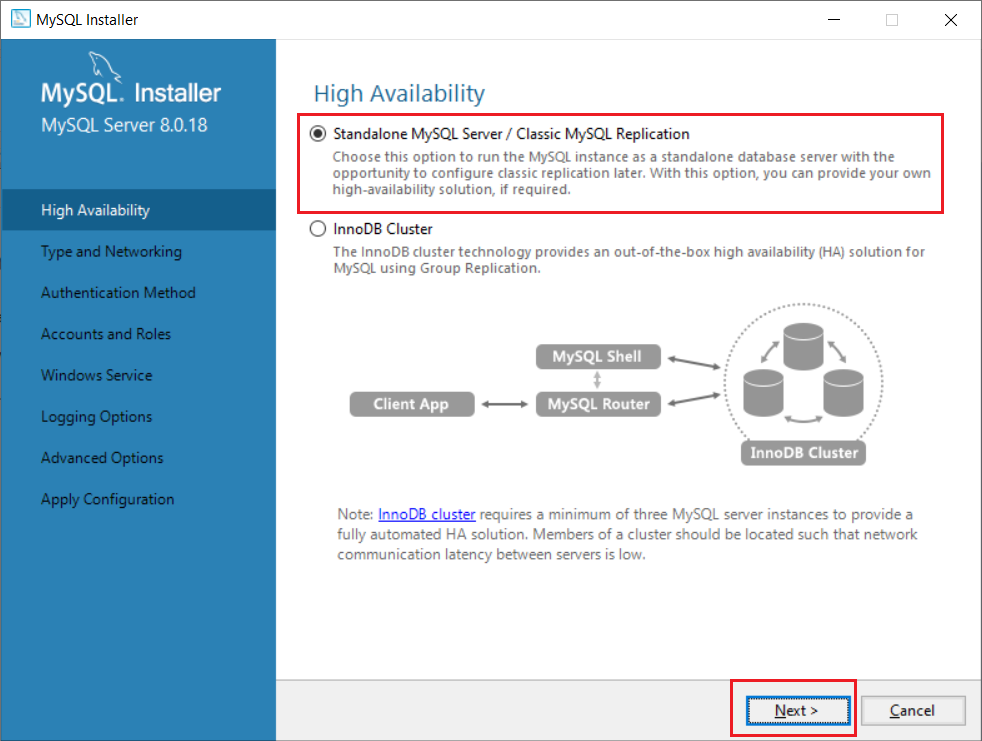 MySQL Installer
MySQL. Installer
MySQL Server 8.0.18
High Availability
Type and Networking
Authentication Method
Accounts and Roles
Windows Service
Logging Options
Advanced Options
Apply Configuration
High Availability
Standalone MySQL Server / Classic MySQL Replication
Choose this option to run the MySQL instance as a standalone database server with the
opportunity to configure classic replication later. With this option, you can provide your own
high-availability solution, if required.
InnoDB Cluster
The InnoDB cluster technology provides an out-of-the-box high availability (HA) solution for
MySQL using Group Replication.
MySQL Shell
Client App
MySQL Router
InnoDB Cluster
Note: InnoDB cluster requires a minimum of three MySQL server instances to provide a
fully automated HA solution. Members of a cluster should be located such that network
communication latency between servers is low.
Next >
Cancel